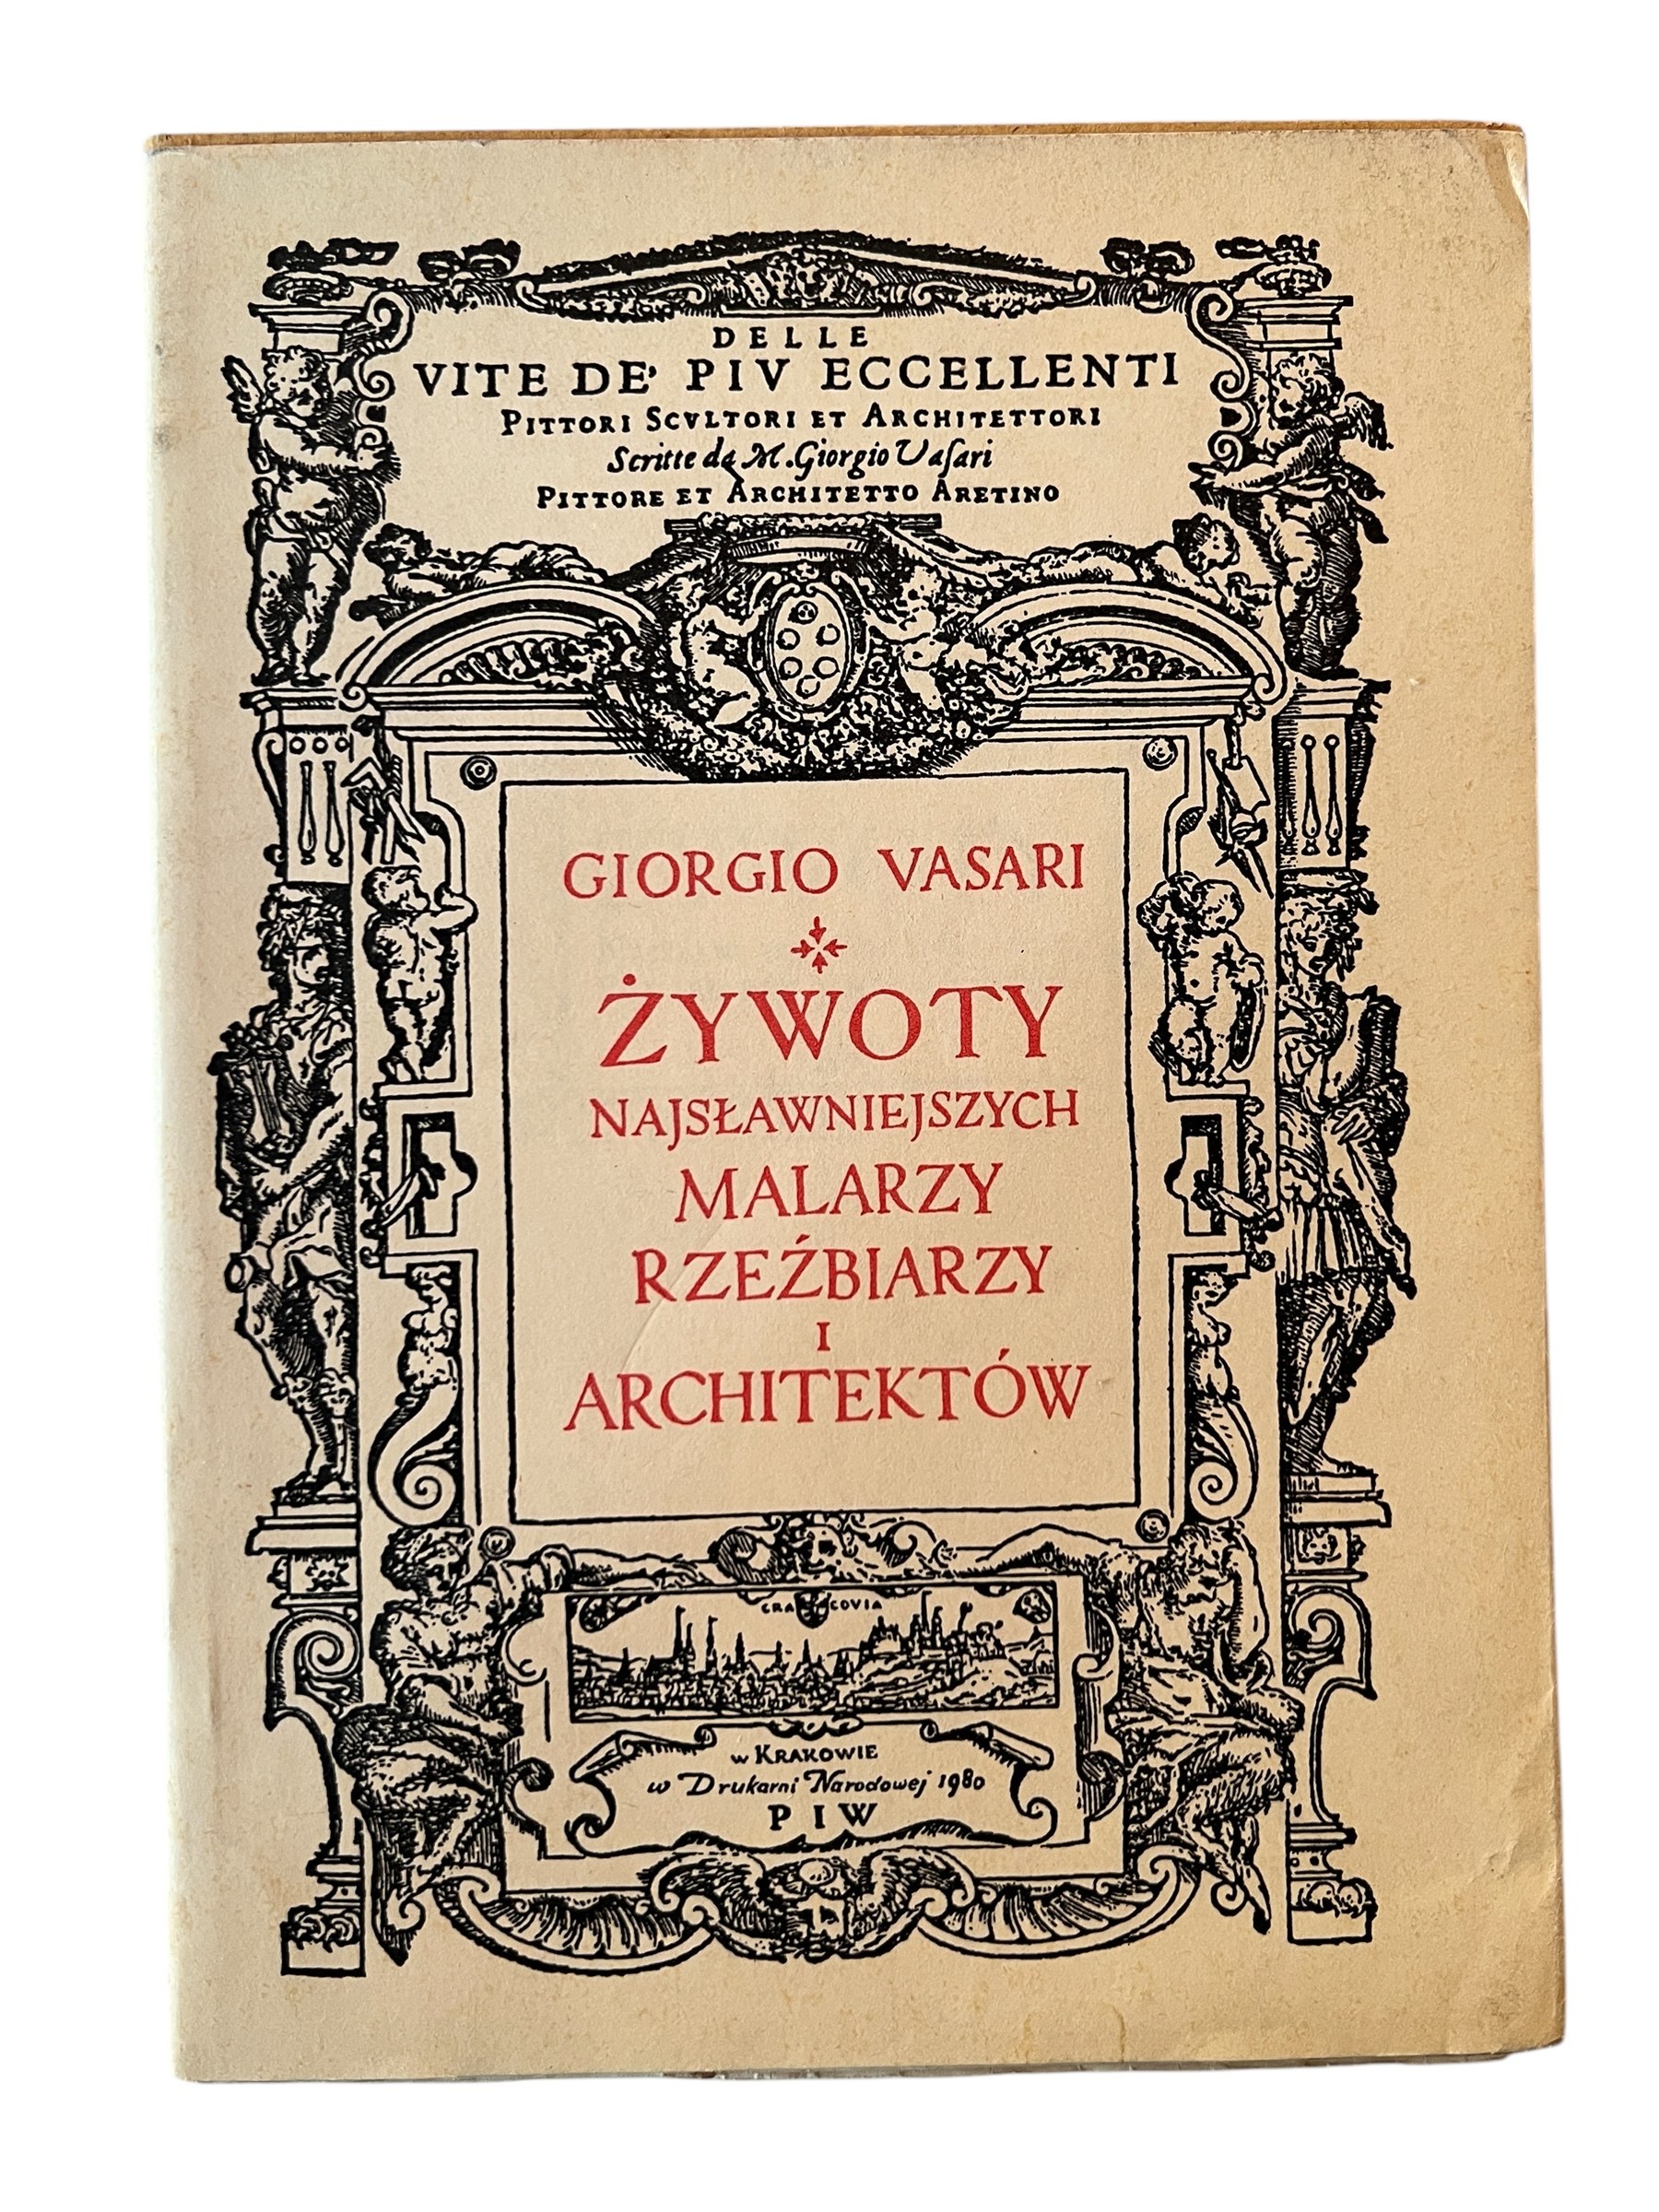 DELLE
VITE DE' PIV ECCELLENTI
PITTORI SCVLTORI ET ARCHITETTORI
Scritte da M. Giorgio Vaſari
PITTORE ET ARCHITETTO ARETINO
GIORGIO VASARI
ŻYWOTY
NAJSŁAWNIEJSZYCH
MALARZY
RZEŹBIARZY
I
ARCHITEKTÓW
CRACOVIA
w KRAKOWIE
w Drukarni Narodowej 1980
PIW